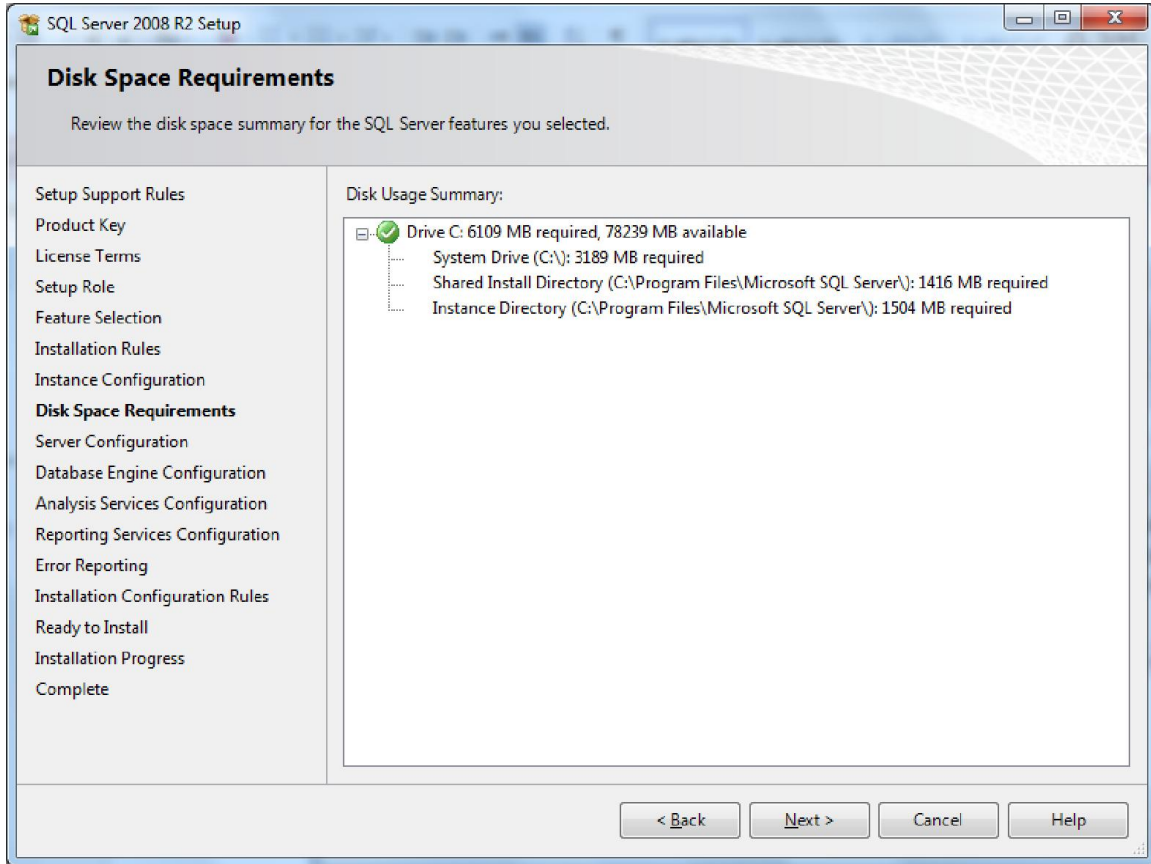 SQL Server 2008 R2 Setup
Disk Space Requirements
Review the disk space summary for the SQL Server features you selected.
Setup Support Rules
Product Key
License Terms
Setup Role
Feature Selection
Installation Rules
Instance Configuration
Disk Space Requirements
Server Configuration
Database Engine Configuration
Analysis Services Configuration
Reporting Services Configuration
Error Reporting
Installation Configuration Rules
Ready to Install
Installation Progress
Complete
Disk Usage Summary:
Drive C: 6109 MB required, 78239 MB available
System Drive (C:\): 3189 MB required
Shared Install Directory (C:\Program Files\Microsoft SQL Server\): 1416 MB required
Instance Directory (C:\Program Files\Microsoft SQL Server\): 1504 MB required
< Back
Next >
Cancel
Help